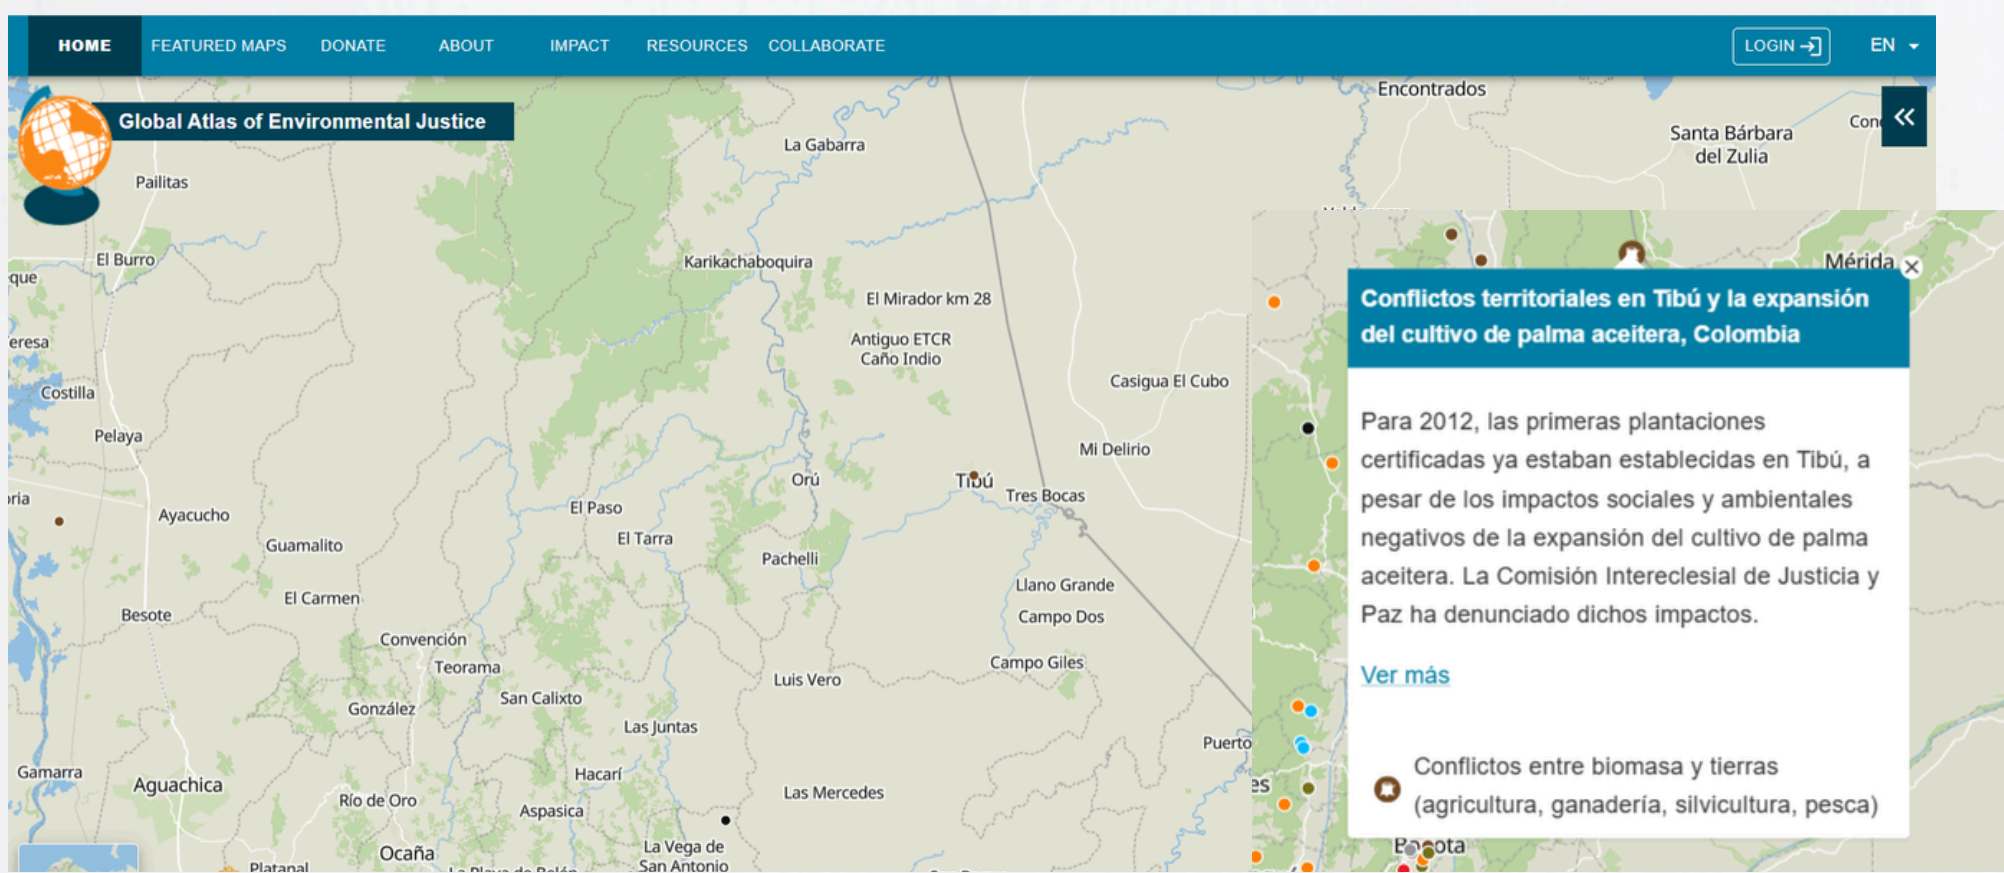 HOME FEATURED MAPS DONATE ABOUT IMPACT RESOURCES COLLABORATE LOGIN EN
Global Atlas of Environmental Justice
Encontrados
La Gabarra
Santa Bárbara
del Zulia
Pailitas
El Burro
Karikachaboquira
El Mirador km 28
Antiguo ETCR
Caño Indio
Casigua El Cubo
Costilla
Pelaya
Mi Delirio
Orú
Tibú
Tres Bocas
Ayacucho
El Paso
Guamalito
El Tarra
Pachelli
Llano Grande
El Carmen
Besote
Campo Dos
Convención
Teorama
Campo Giles
Luis Vero
San Calixto
González
Las Juntas
Puerto
Gamarra
Aguachica
Hacarí
Río de Oro
Las Mercedes
Aspasica
La Vega de
San Antonio
Ocaña
Platanal
La Playa de Belén
Mérida
Conflictos territoriales en Tibú y la expansión
del cultivo de palma aceitera, Colombia
Para 2012, las primeras plantaciones
certificadas ya estaban establecidas en Tibú, a
pesar de los impactos sociales y ambientales
negativos de la expansión del cultivo de palma
aceitera. La Comisión Intereclesial de Justicia y
Paz ha denunciado dichos impactos.
Ver más
Conflictos entre biomasa y tierras
(agricultura, ganadería, silvicultura, pesca)
Bogota